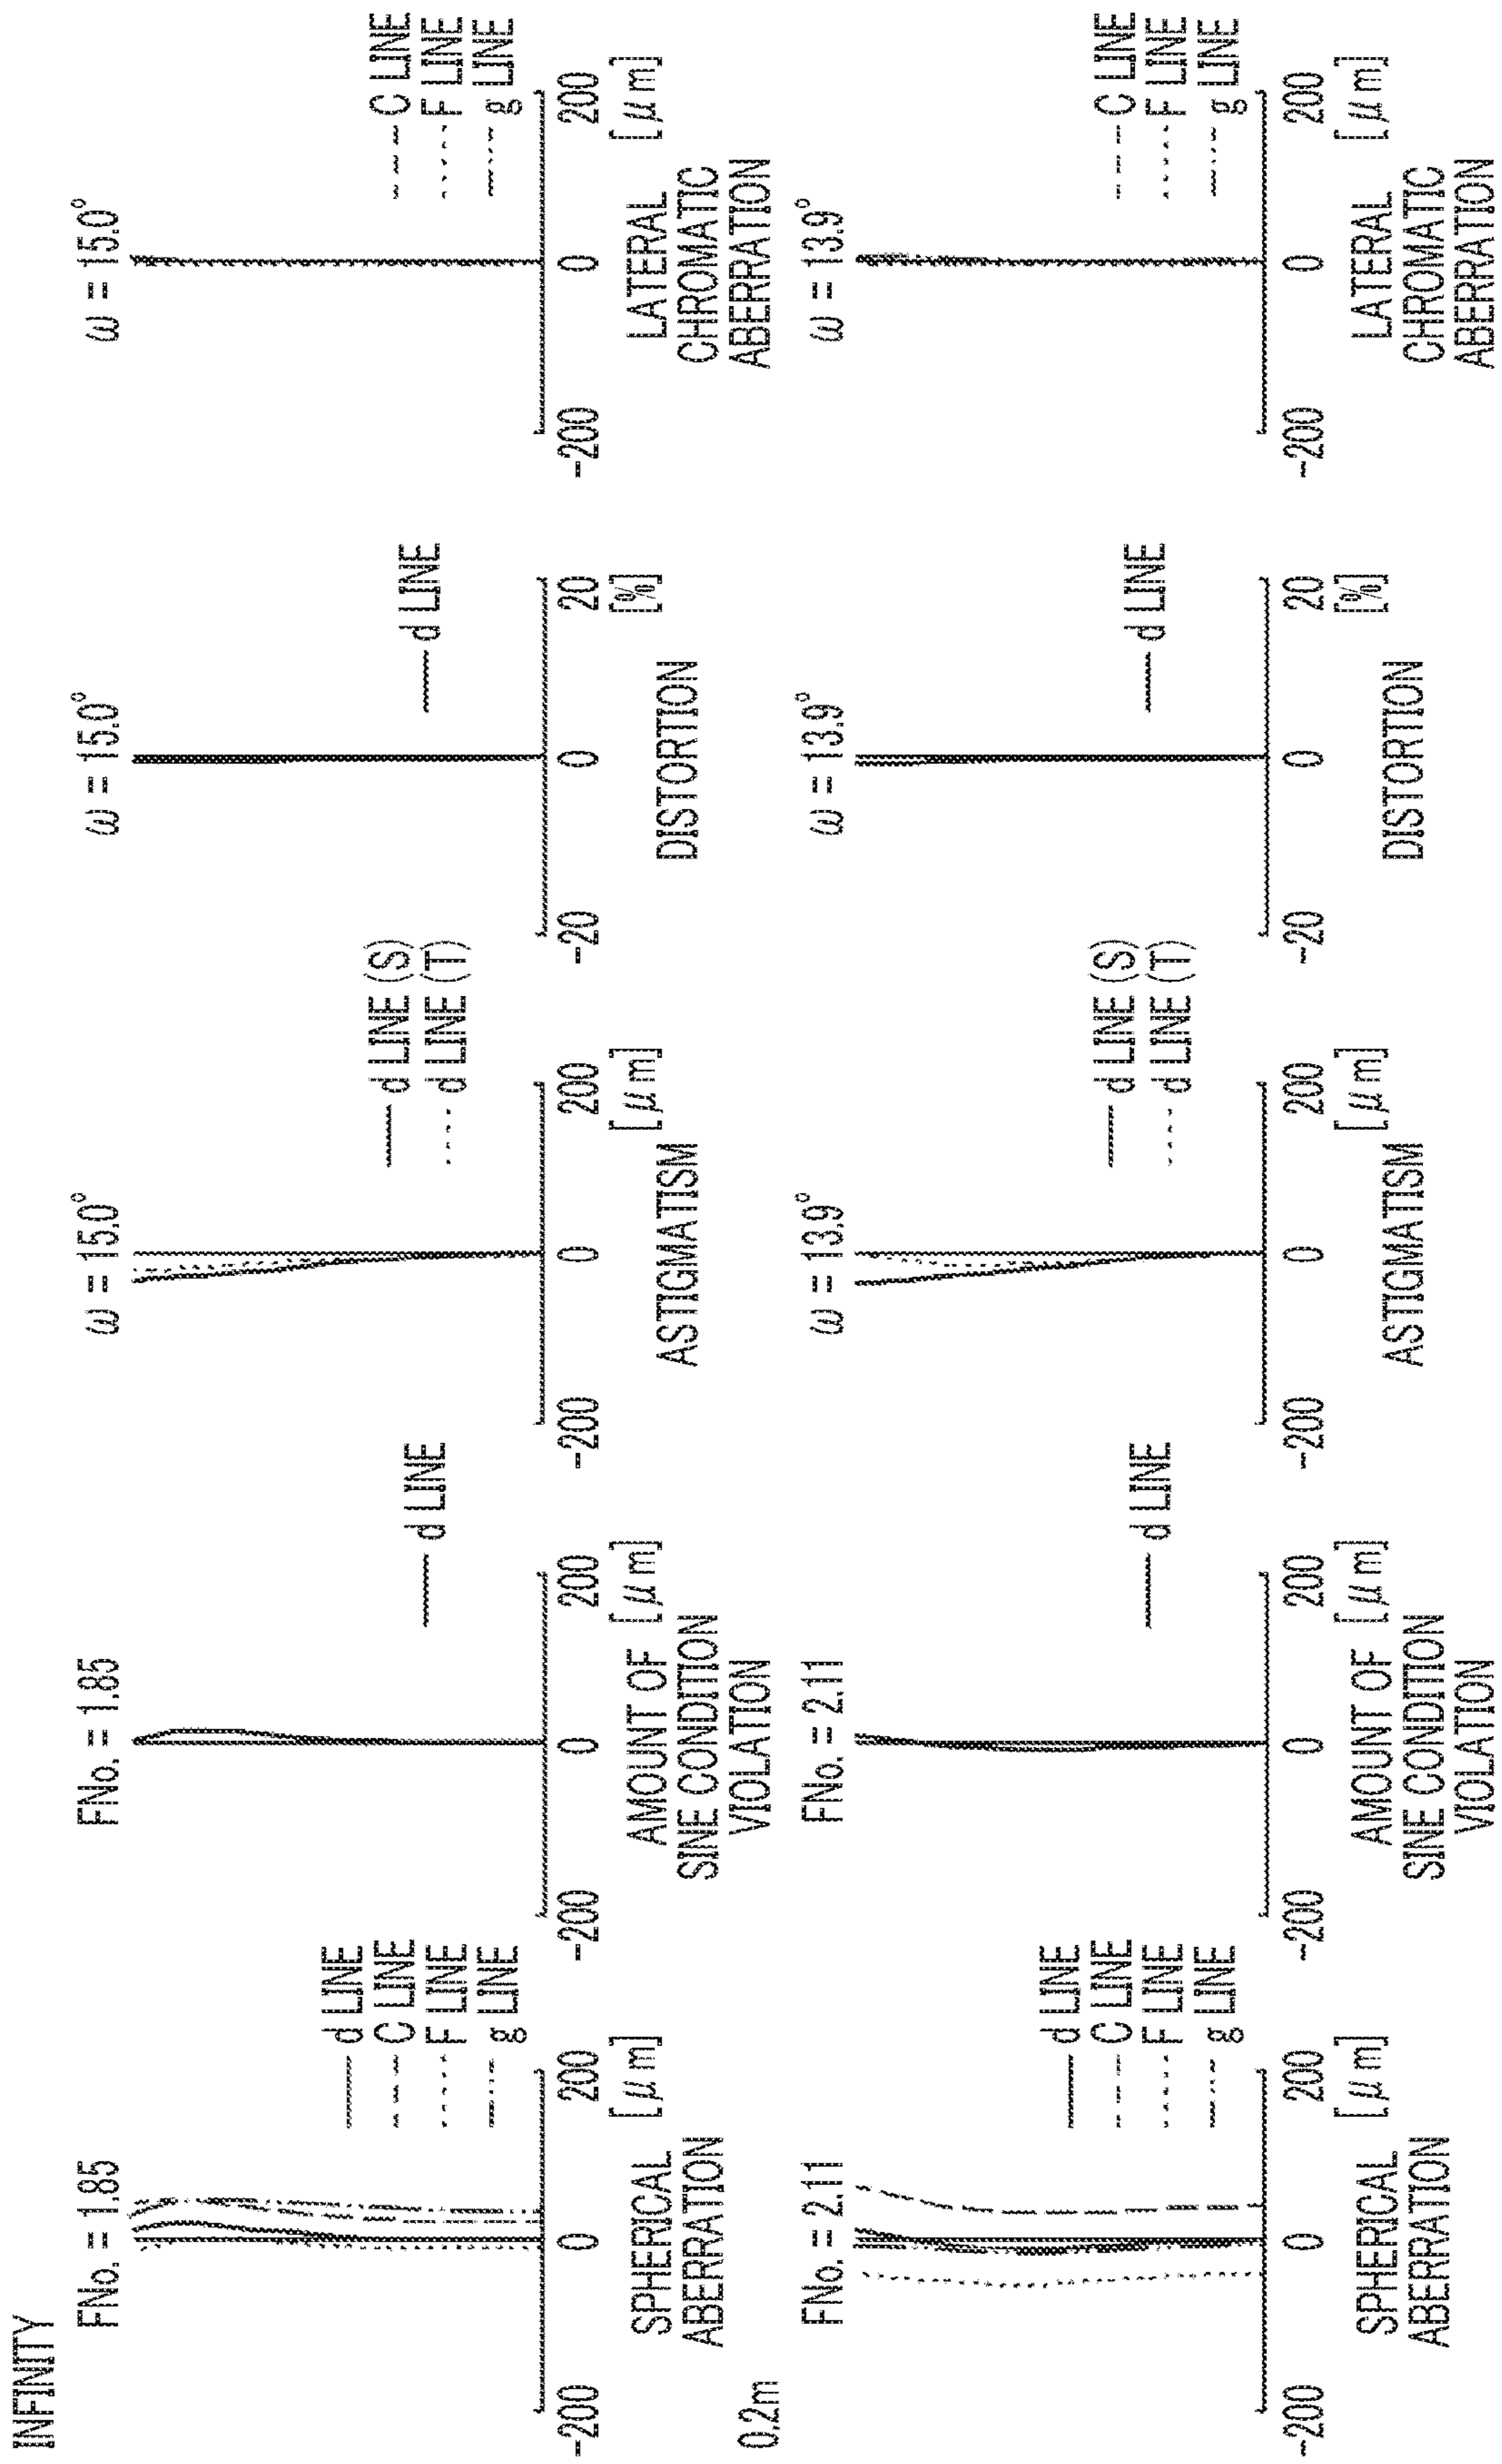 INFINITY
FNo. = 1.85
d LINE
C LINE
F LINE
g LINE
-200
0
200
[μm]
SPHERICAL
ABERRATION
FNo. = 1.85
d LINE
-200
0
200
AMOUNT OF [μm]
SINE CONDITION
VIOLATION
ω = 15.0°
d LINE (S)
d LINE (T)
-200
0
200
[μm]
ASTIGMATISM
ω = 15.0°
d LINE
-20
0
20
[%]
DISTORTION
ω = 15.0°
C LINE
F LINE
g LINE
-200
0
200
[μm]
LATERAL
CHROMATIC
ABERRATION
0.2m
FNo. = 2.11
d LINE
C LINE
F LINE
g LINE
-200
0
200
[μm]
SPHERICAL
ABERRATION
FNo. = 2.11
d LINE
-200
0
200
AMOUNT OF [μm]
SINE CONDITION
VIOLATION
ω = 13.9°
d LINE (S)
d LINE (T)
-200
0
200
[μm]
ASTIGMATISM
ω = 13.9°
d LINE
-20
0
20
[%]
DISTORTION
ω = 13.9°
C LINE
F LINE
g LINE
-200
0
200
[μm]
LATERAL
CHROMATIC
ABERRATION